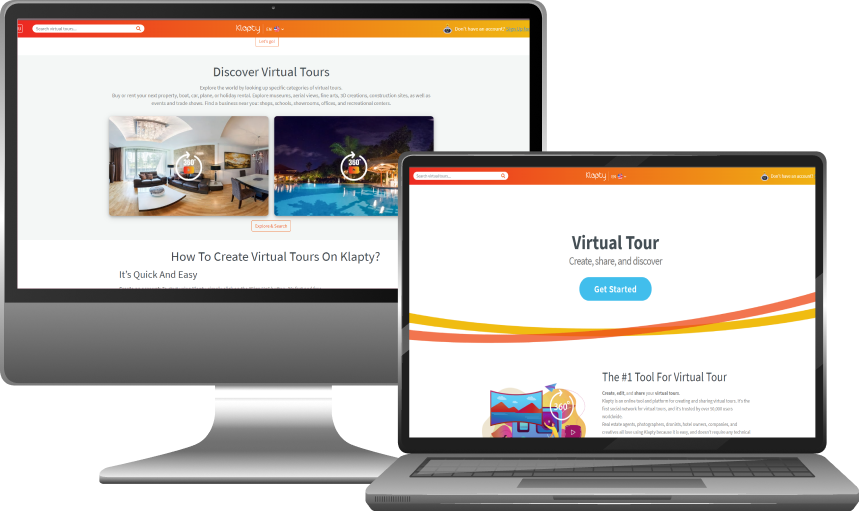 Search virtual tours...
Klapty
EN
Don't have an account?
Let's go!
Discover Virtual Tours
Explore the world by looking up specific categories of virtual tours.
Buy or rent your next property, boat, car, plane, or holiday rental. Explore museums, aerial views, fine arts, 3D creations, construction sites, as well as
events and trade shows. Find a business near you: shops, schools, showrooms, offices, and recreational centers.
360°
360°
Explore & Search
How To Create Virtual Tours On Klapty?
It's Quick And Easy
Search virtual tours...
Klapty
EN
Don't have an account?
Virtual Tour
Create, share, and discover
Get Started
The #1 Tool For Virtual Tour
Create, edit, and share your virtual tours.
Klapty is an online tool and platform for creating and sharing virtual tours. It's the
first social network for virtual tours, and it's trusted by over
users
worldwide.
Real estate agents, photographers, dronists, hotel owners, companies, and
creatives all love using Klapty because it is easy, and doesn't require any technical
360°